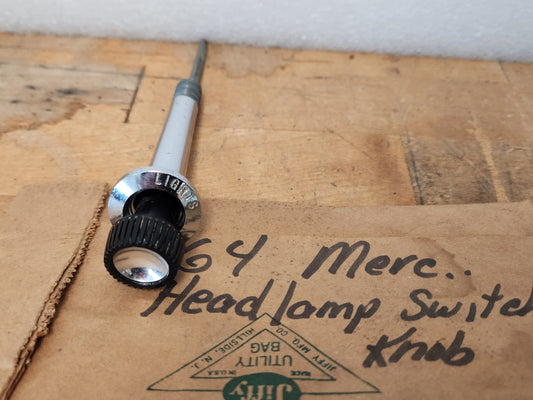 LIGHTS
64 Merc..
Headlamp Switch
Knob
Jiffy
UTILITY
BAG
JIFFY MFG. CO.
HILLSIDE, N. J.
MADE IN U.S.A.